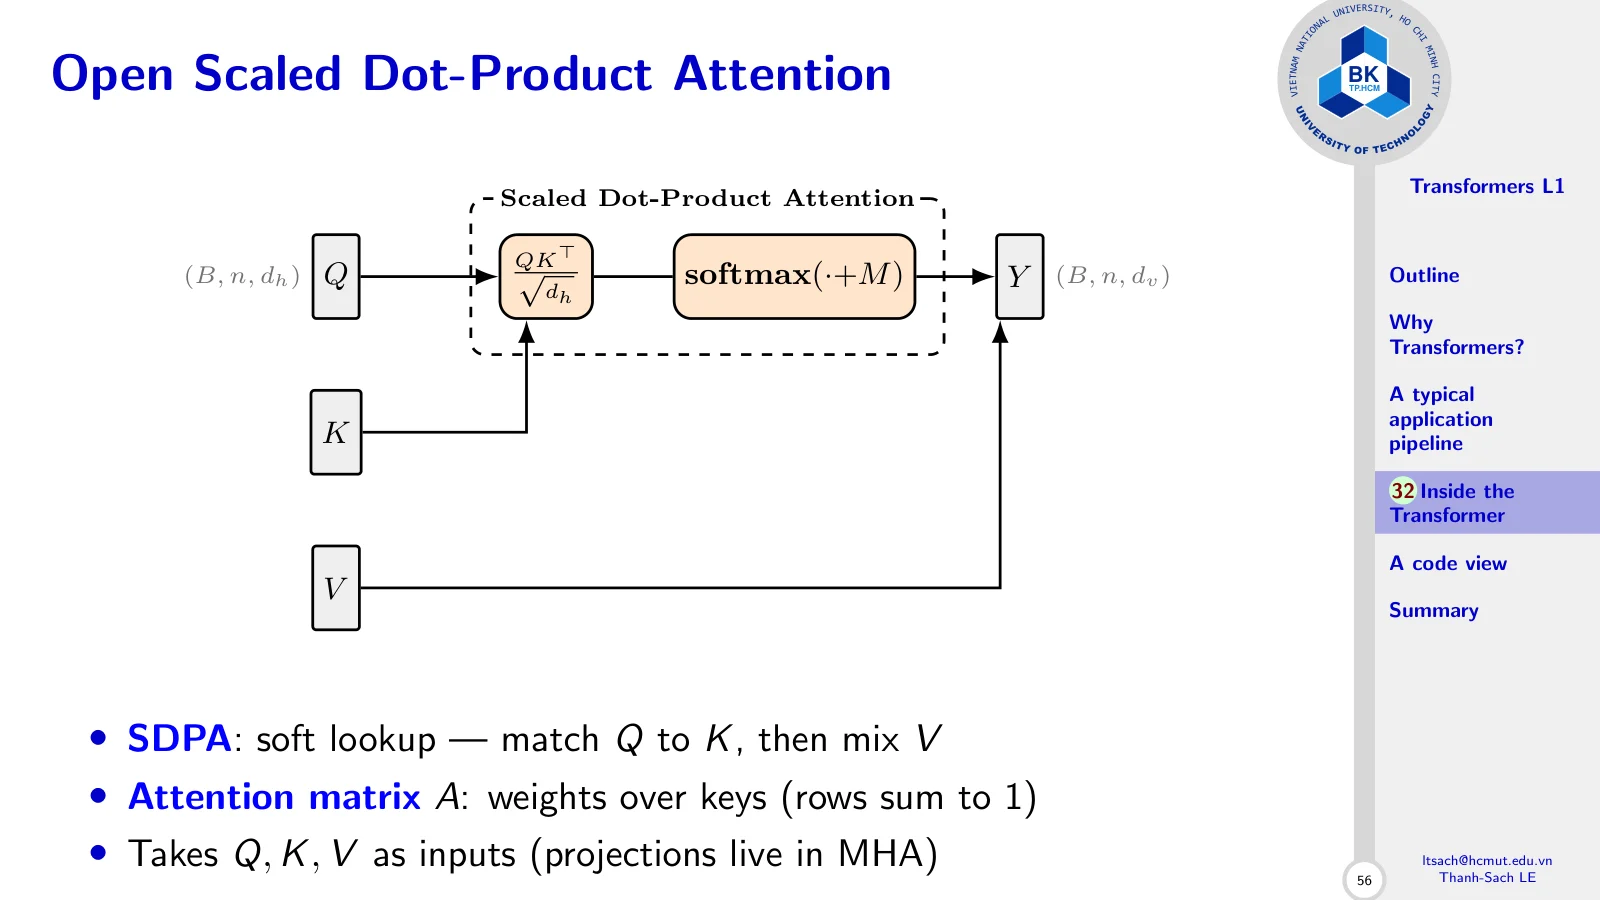 Open Scaled Dot-Product Attention
Scaled Dot-Product Attention
(B, n, d_h)
Q
QK^⊤
√d_h
softmax(·+M)
Y
(B, n, d_v)
K
V
• SDPA: soft lookup — match Q to K, then mix V
• Attention matrix A: weights over keys (rows sum to 1)
• Takes Q, K, V as inputs (projections live in MHA)
VIETNAM NATIONAL UNIVERSITY, HO CHI MINH CITY
BK
TP.HCM
UNIVERSITY OF TECHNOLOGY
Transformers L1
Outline
Why
Transformers?
A typical
application
pipeline
32 Inside the
Transformer
A code view
Summary
ltsach@hcmut.edu.vn
Thanh-Sach LE
56